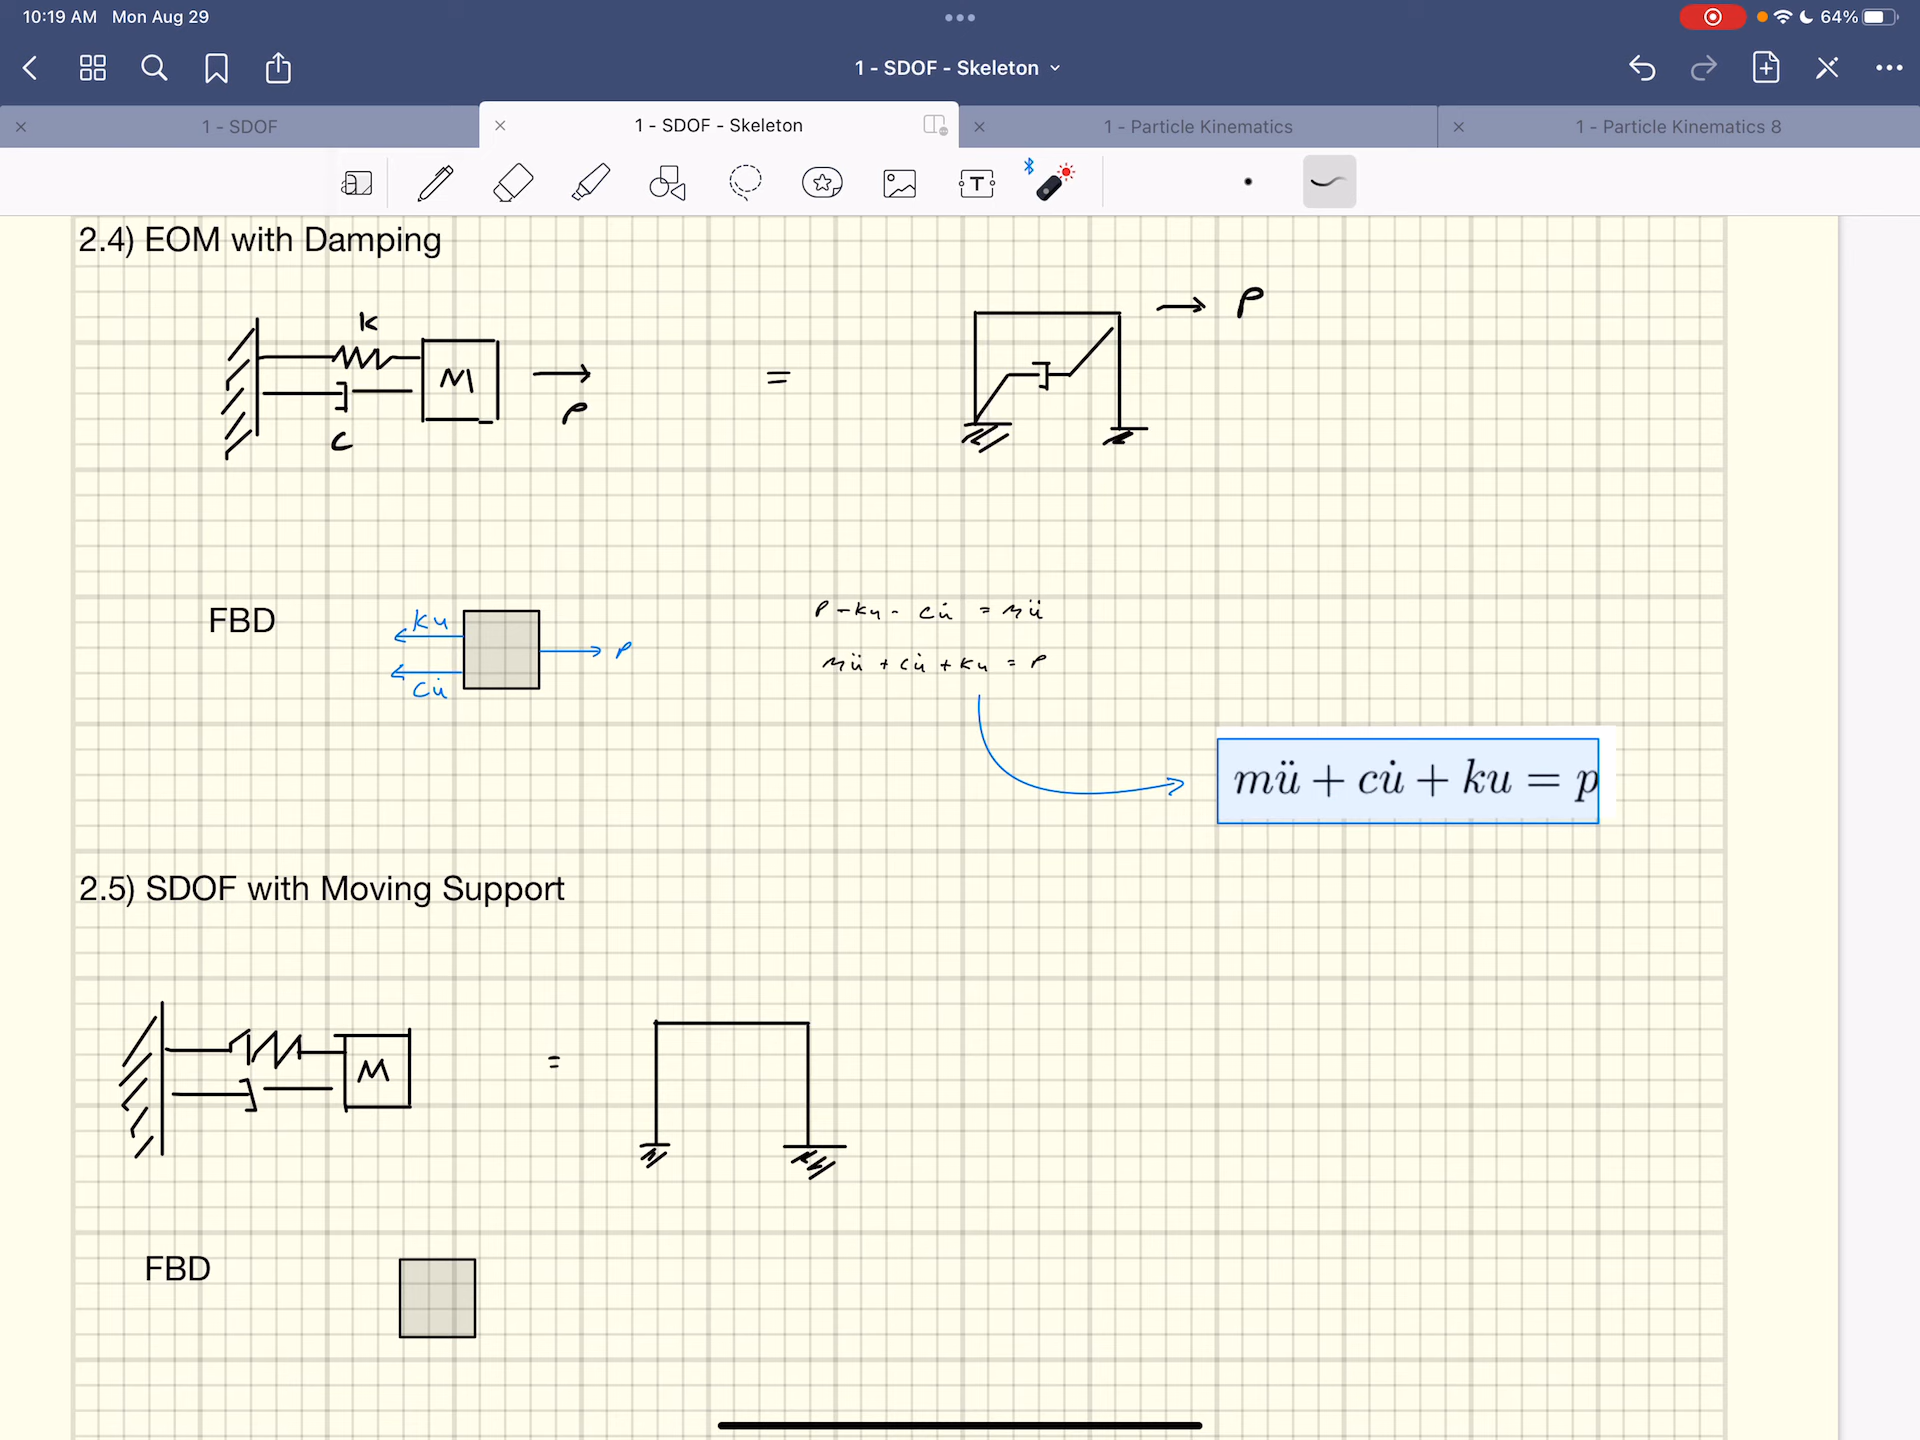 10:19 AM Mon Aug 29
64%
1 - SDOF - Skeleton
1 - SDOF
1 - SDOF - Skeleton
1 - Particle Kinematics
1 - Particle Kinematics 8
2.4) EOM with Damping
K
M
C
P
=
P
FBD
Ku
Cu̇
P
P - Ku - Cu̇ = Mü
Mü + Cu̇ + Ku = P
mü + cu̇ + ku = p
2.5) SDOF with Moving Support
M
=
FBD